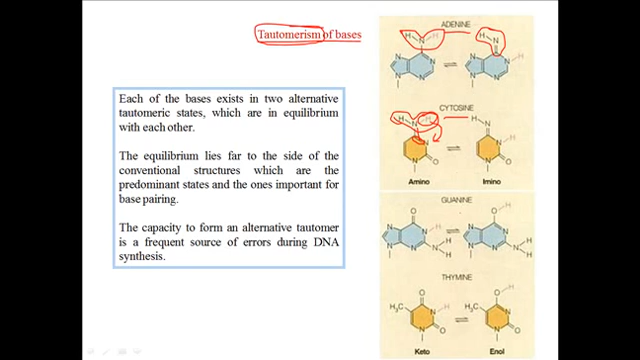 Tautomerism of bases
Each of the bases exists in two alternative
tautomeric states, which are in equilibrium
with each other.
The equilibrium lies far to the side of the
conventional structures which are the
predominant states and the ones important for
base pairing.
The capacity to form an alternative tautomer
is a frequent source of errors during DNA
synthesis.
ADENINE
H H H
N N
N N N N H
N N N N
CYTOSINE
H H H
N N
N N H
N O N O
Amino Imino
GUANINE
O O H
N N H N N
N N N H N N N H
H H
THYMINE
O O H
H₃C N H H₃C N
N O N O
Keto Enol